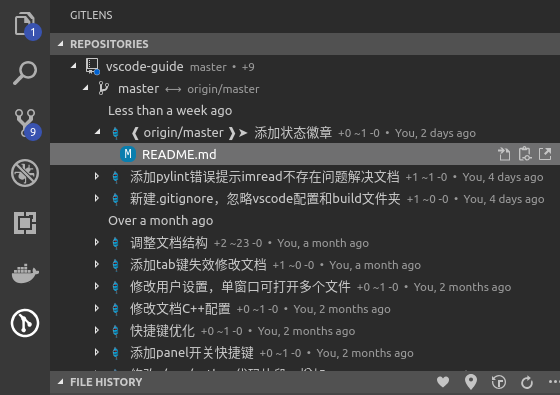 GITLENS
1
REPOSITORIES
vscode-guide master • +9
master ⟷ origin/master
9
Less than a week ago
❰ origin/master ❱➤ 添加状态徽章 +0 ~1 -0 • You, 2 days ago
M README.md
添加pylint错误提示imread不存在问题解决文档 +1 ~1 -0 • You, 4 days ago
新建.gitignore，忽略vscode配置和build文件夹 +1 ~0 -0 • You, 4 days ago
Over a month ago
调整文档结构 +2 ~23 -0 • You, a month ago
添加tab键失效修改文档 +1 ~0 -0 • You, a month ago
修改用户设置，单窗口可打开多个文件 +0 ~1 -0 • You, 2 months ago
修改文档C++配置 +0 ~1 -0 • You, 2 months ago
快捷键优化 +0 ~1 -0 • You, 2 months ago
添加panel开关快捷键 +0 ~1 -0 • You, 2 months ago
FILE HISTORY